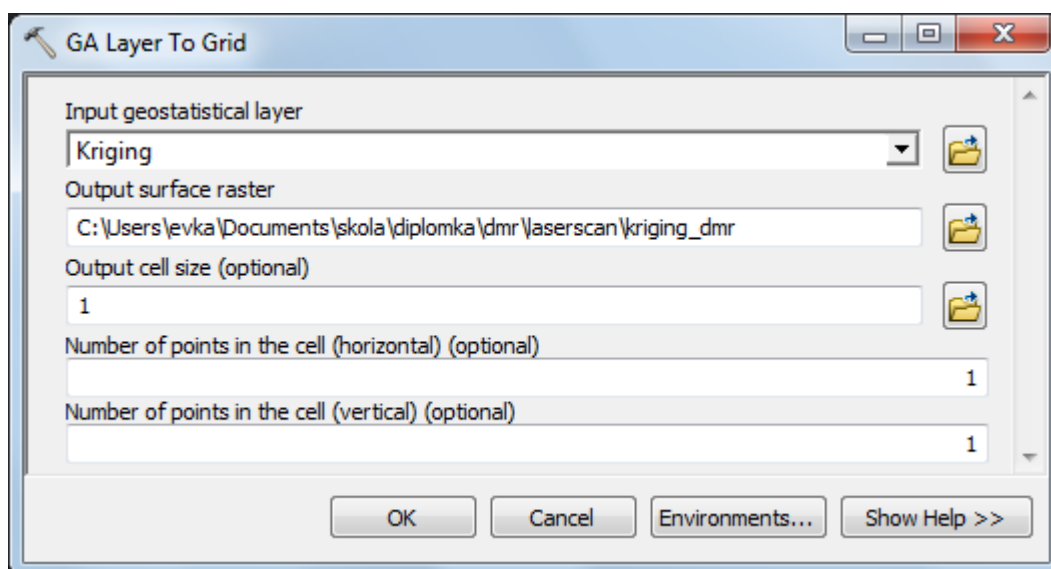 GA Layer To Grid
Input geostatistical layer
Kriging
Output surface raster
C:\Users\evka\Documents\skola\diplomka\dmr\laserscan\kriging_dmr
Output cell size (optional)
1
Number of points in the cell (horizontal) (optional)
1
Number of points in the cell (vertical) (optional)
1
OK Cancel Environments... Show Help >>